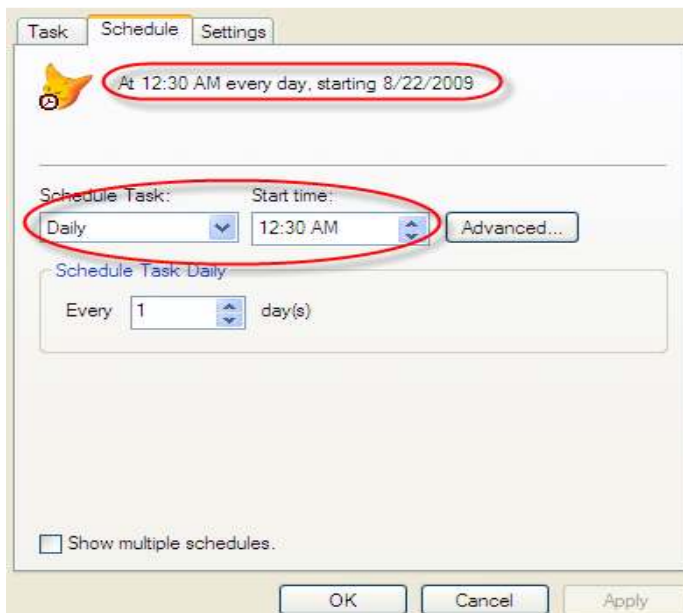 Task Schedule Settings
At 12:30 AM every day, starting 8/22/2009
Schedule Task: Start time:
Daily 12:30 AM Advanced...
Schedule Task Daily
Every 1 day(s)
Show multiple schedules.
OK Cancel Apply